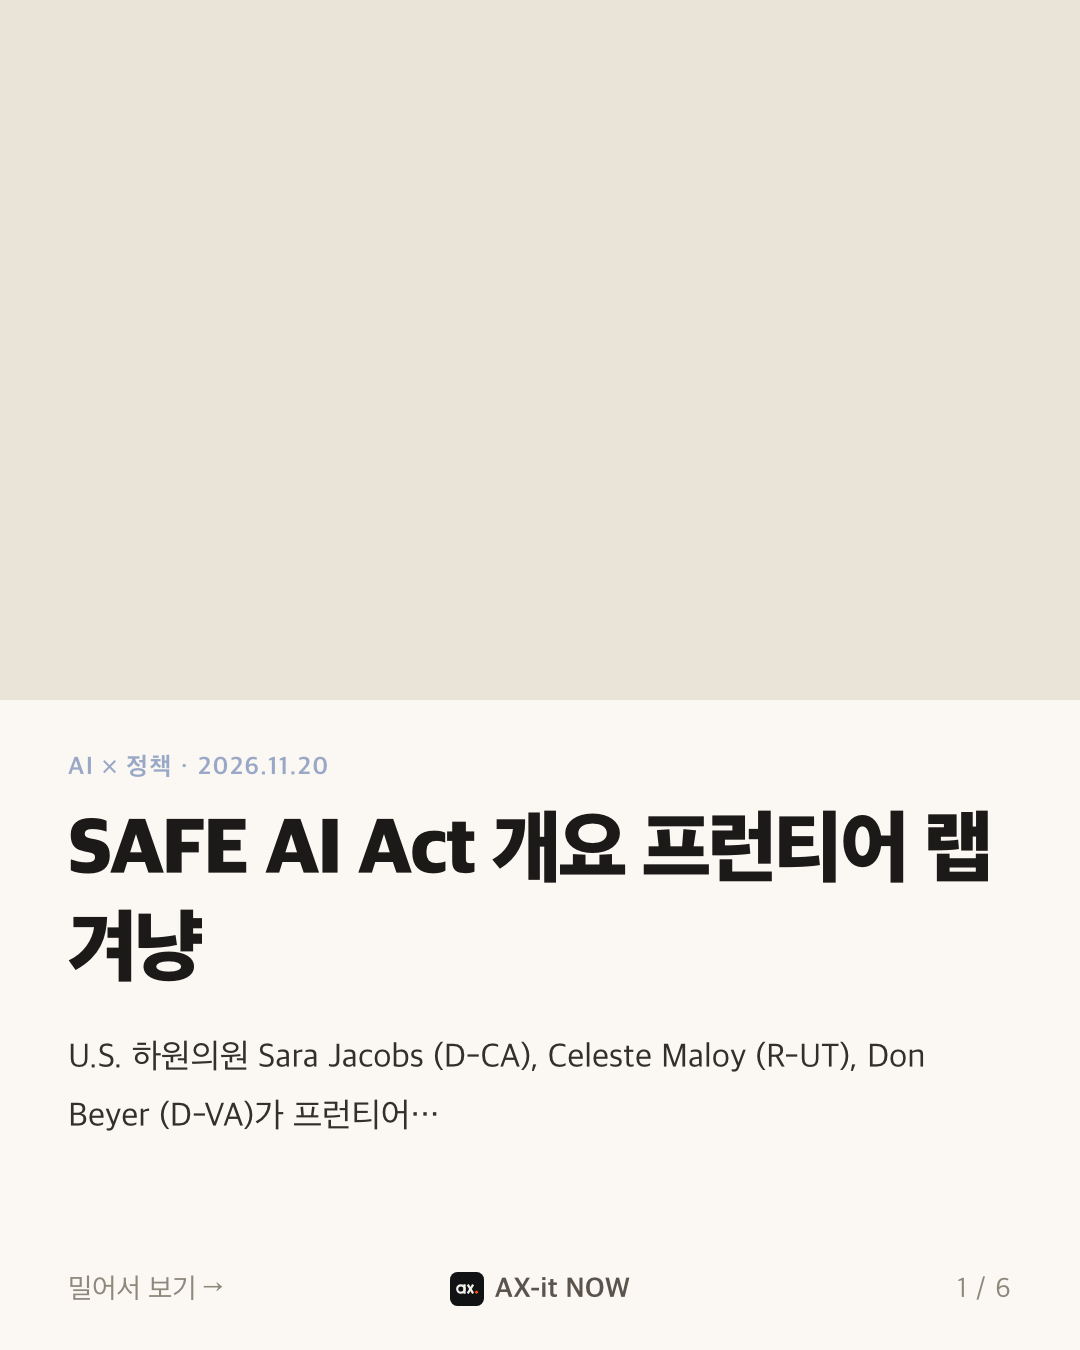 AI × 정책 · 2026.11.20
SAFE AI Act 개요 프런티어 랩
겨냥
U.S. 하원의원 Sara Jacobs (D-CA), Celeste Maloy (R-UT), Don
Beyer (D-VA)가 프런티어…
밀어서 보기 → ax. AX-it NOW 1 / 6